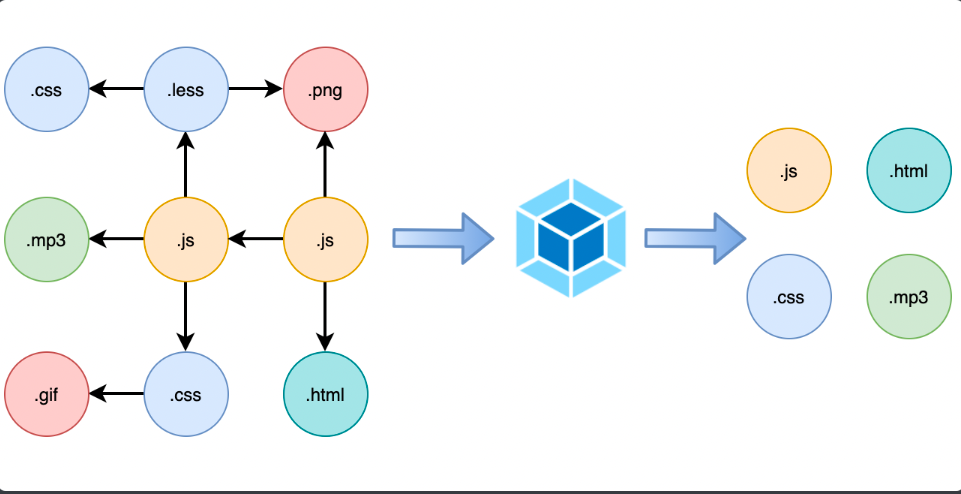 .css
.less
.png
.mp3
.js
.js
.gif
.css
.html
.js
.html
.css
.mp3